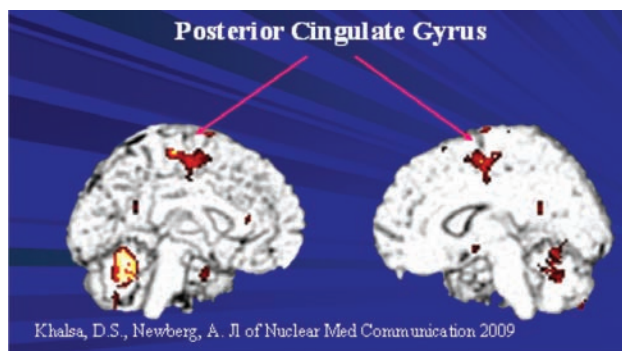 Posterior Cingulate Gyrus
Khalsa, D.S., Newberg, A. Jl of Nuclear Med Communication 2009